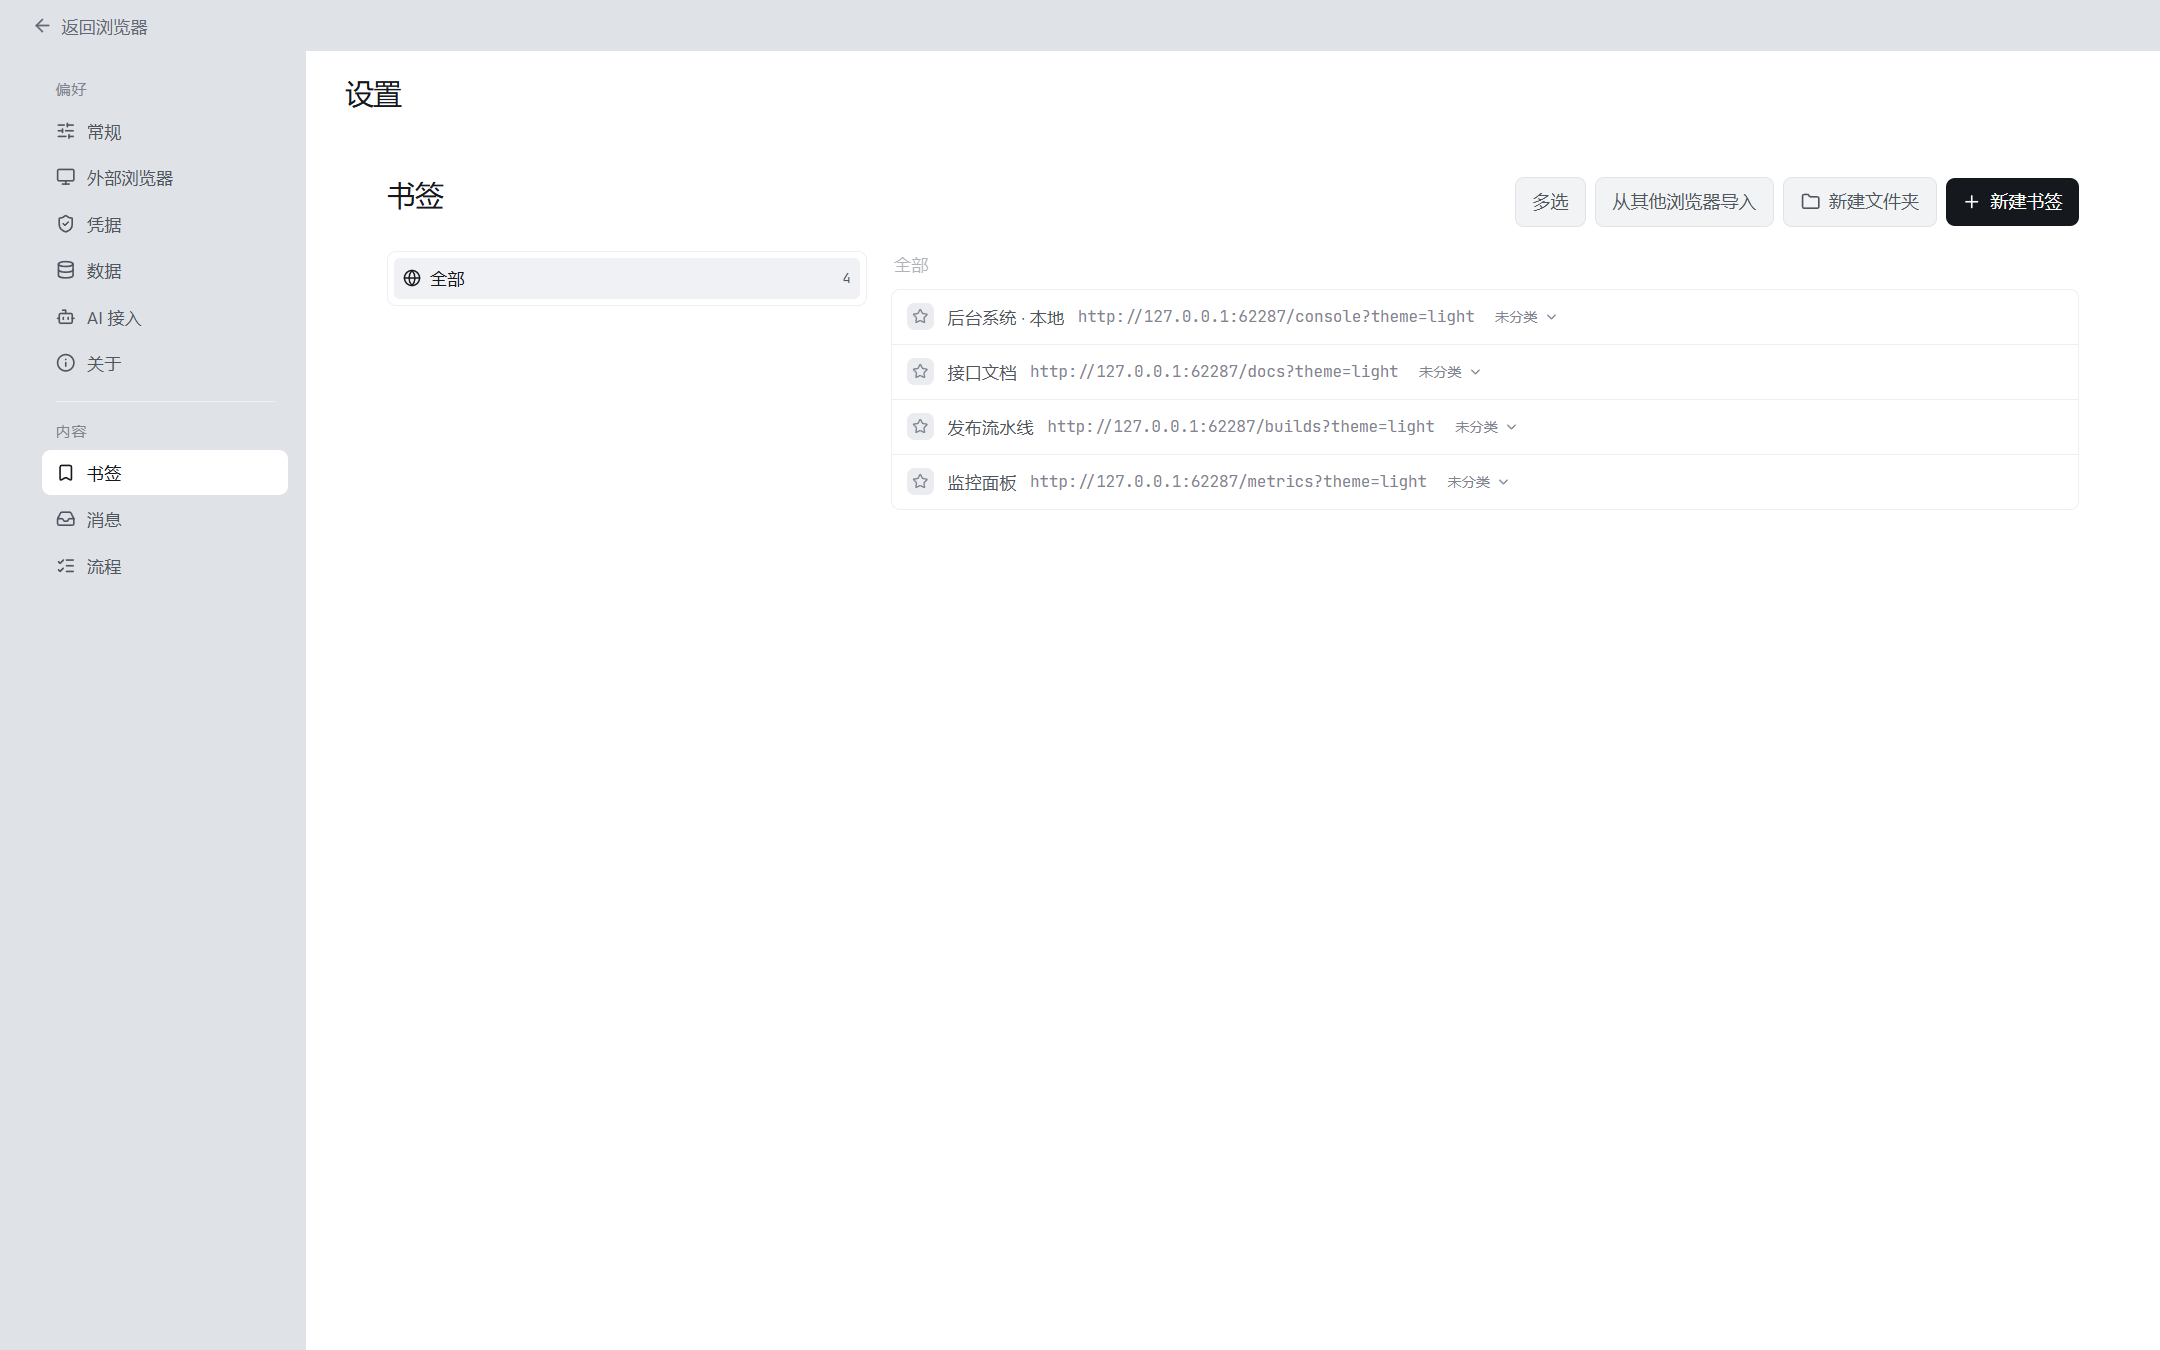 返回浏览器
偏好
常规
外部浏览器
凭据
数据
AI 接入
关于
内容
书签
消息
流程
设置
书签
多选
从其他浏览器导入
新建文件夹
新建书签
全部 4
全部
后台系统 · 本地 http://127.0.0.1:62287/console?theme=light 未分类
接口文档 http://127.0.0.1:62287/docs?theme=light 未分类
发布流水线 http://127.0.0.1:62287/builds?theme=light 未分类
监控面板 http://127.0.0.1:62287/metrics?theme=light 未分类